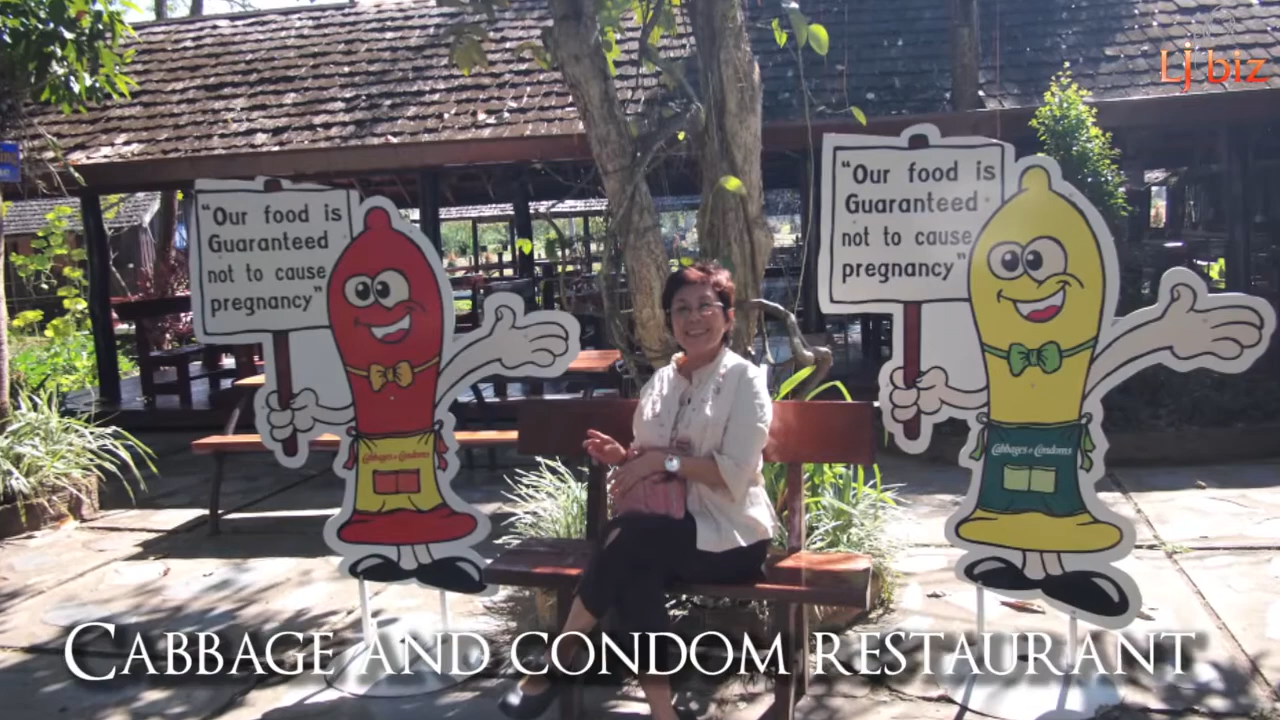 Lj biz
"Our food is
Guaranteed
not to cause
pregnancy"
Cabbages & Condoms
"Our food is
Guaranteed
not to cause
pregnancy"
Cabbages & Condoms
CABBAGE AND CONDOM RESTAURANT